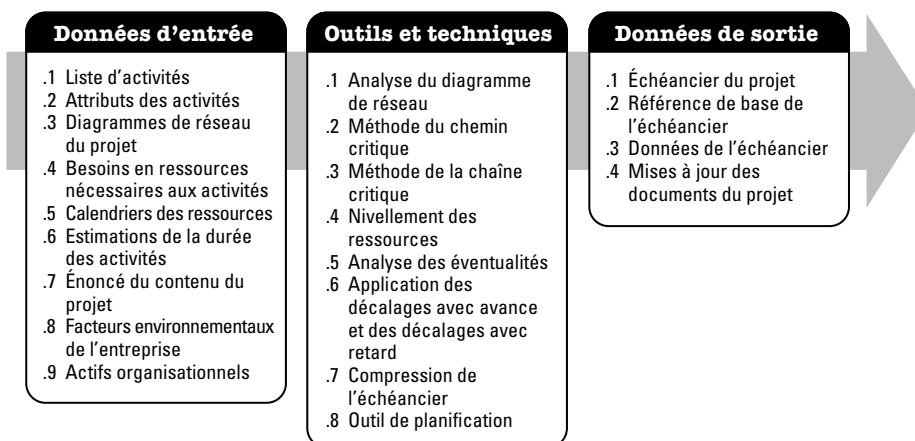 Données d'entrée
.1 Liste d'activités
.2 Attributs des activités
.3 Diagrammes de réseau
du projet
.4 Besoins en ressources
nécessaires aux activités
.5 Calendriers des ressources
.6 Estimations de la durée
des activités
.7 Énoncé du contenu du
projet
.8 Facteurs environnementaux
de l'entreprise
.9 Actifs organisationnels
Outils et techniques
.1 Analyse du diagramme
de réseau
.2 Méthode du chemin
critique
.3 Méthode de la chaîne
critique
.4 Nivellement des
ressources
.5 Analyse des éventualités
.6 Application des
décalages avec avance
et des décalages avec
retard
.7 Compression de
l'échéancier
.8 Outil de planification
Données de sortie
.1 Échéancier du projet
.2 Référence de base de
l'échéancier
.3 Données de l'échéancier
.4 Mises à jour des
documents du projet